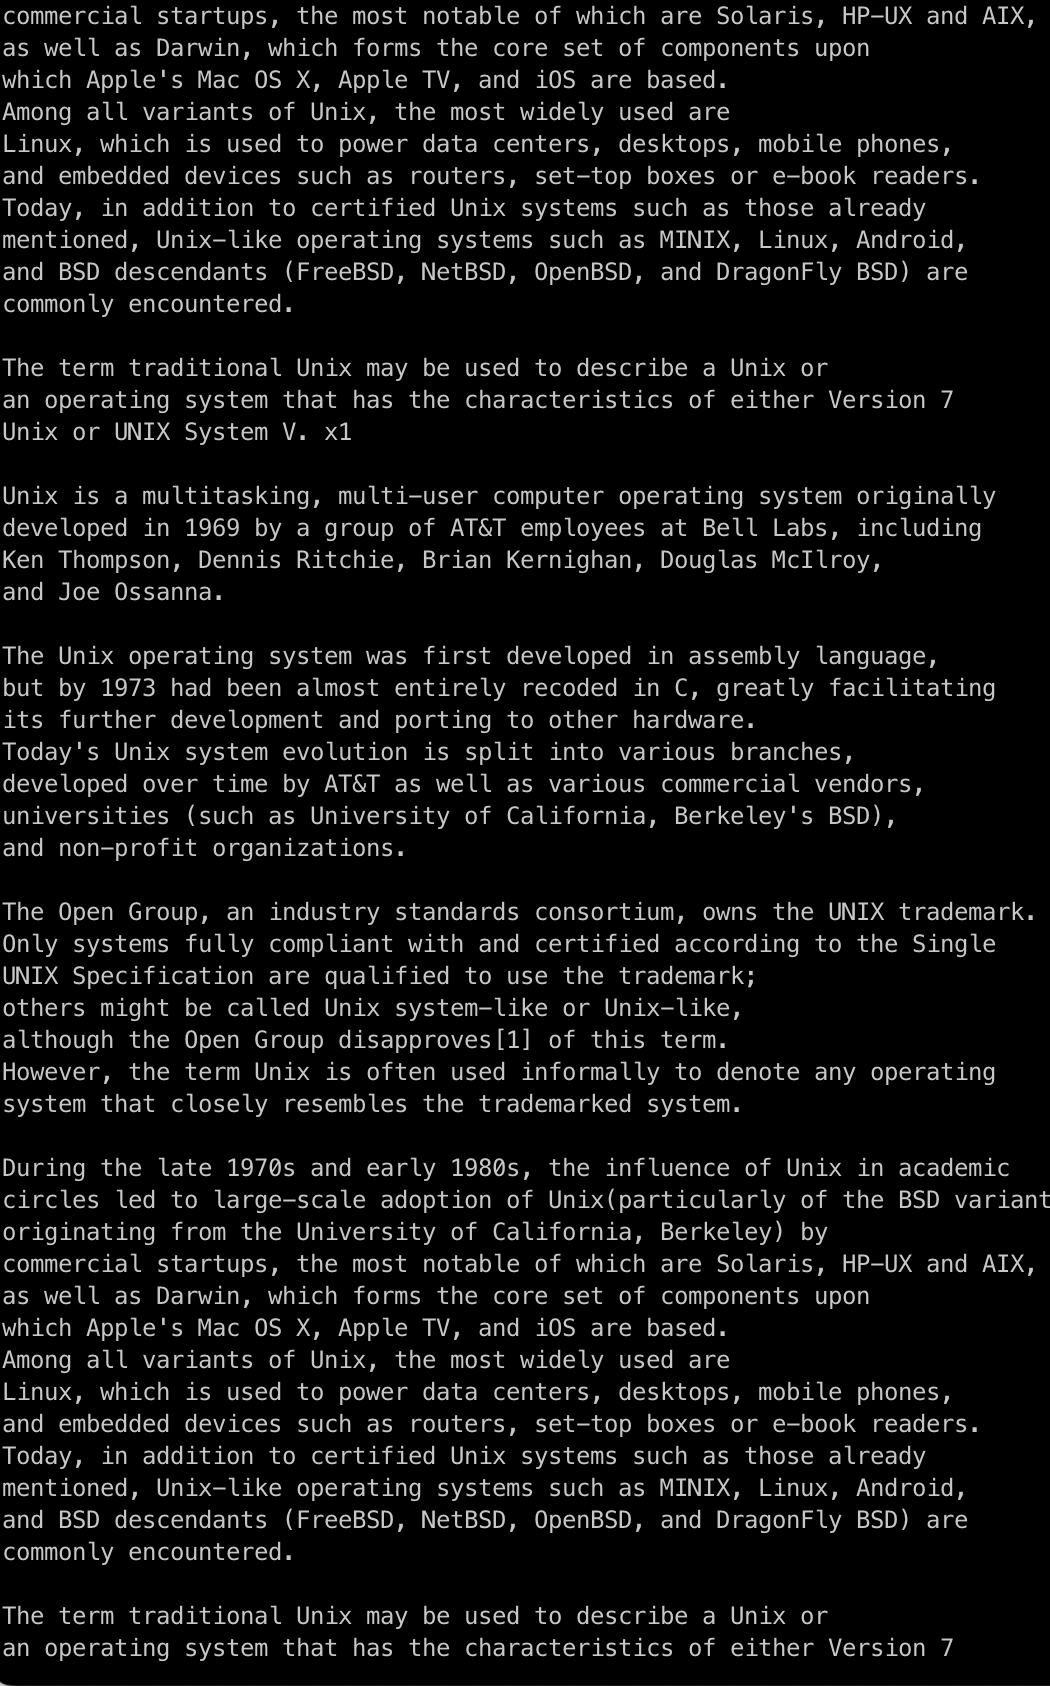 commercial startups, the most notable of which are Solaris, HP-UX and AIX,
as well as Darwin, which forms the core set of components upon
which Apple's Mac OS X, Apple TV, and iOS are based.
Among all variants of Unix, the most widely used are
Linux, which is used to power data centers, desktops, mobile phones,
and embedded devices such as routers, set-top boxes or e-book readers.
Today, in addition to certified Unix systems such as those already
mentioned, Unix-like operating systems such as MINIX, Linux, Android,
and BSD descendants (FreeBSD, NetBSD, OpenBSD, and DragonFly BSD) are
commonly encountered.

The term traditional Unix may be used to describe a Unix or
an operating system that has the characteristics of either Version 7
Unix or UNIX System V. x1

Unix is a multitasking, multi-user computer operating system originally
developed in 1969 by a group of AT&T employees at Bell Labs, including
Ken Thompson, Dennis Ritchie, Brian Kernighan, Douglas McIlroy,
and Joe Ossanna.

The Unix operating system was first developed in assembly language,
but by 1973 had been almost entirely recoded in C, greatly facilitating
its further development and porting to other hardware.
Today's Unix system evolution is split into various branches,
developed over time by AT&T as well as various commercial vendors,
universities (such as University of California, Berkeley's BSD),
and non-profit organizations.

The Open Group, an industry standards consortium, owns the UNIX trademark.
Only systems fully compliant with and certified according to the Single
UNIX Specification are qualified to use the trademark;
others might be called Unix system-like or Unix-like,
although the Open Group disapproves[1] of this term.
However, the term Unix is often used informally to denote any operating
system that closely resembles the trademarked system.

During the late 1970s and early 1980s, the influence of Unix in academic
circles led to large-scale adoption of Unix(particularly of the BSD variant
originating from the University of California, Berkeley) by
commercial startups, the most notable of which are Solaris, HP-UX and AIX,
as well as Darwin, which forms the core set of components upon
which Apple's Mac OS X, Apple TV, and iOS are based.
Among all variants of Unix, the most widely used are
Linux, which is used to power data centers, desktops, mobile phones,
and embedded devices such as routers, set-top boxes or e-book readers.
Today, in addition to certified Unix systems such as those already
mentioned, Unix-like operating systems such as MINIX, Linux, Android,
and BSD descendants (FreeBSD, NetBSD, OpenBSD, and DragonFly BSD) are
commonly encountered.

The term traditional Unix may be used to describe a Unix or
an operating system that has the characteristics of either Version 7